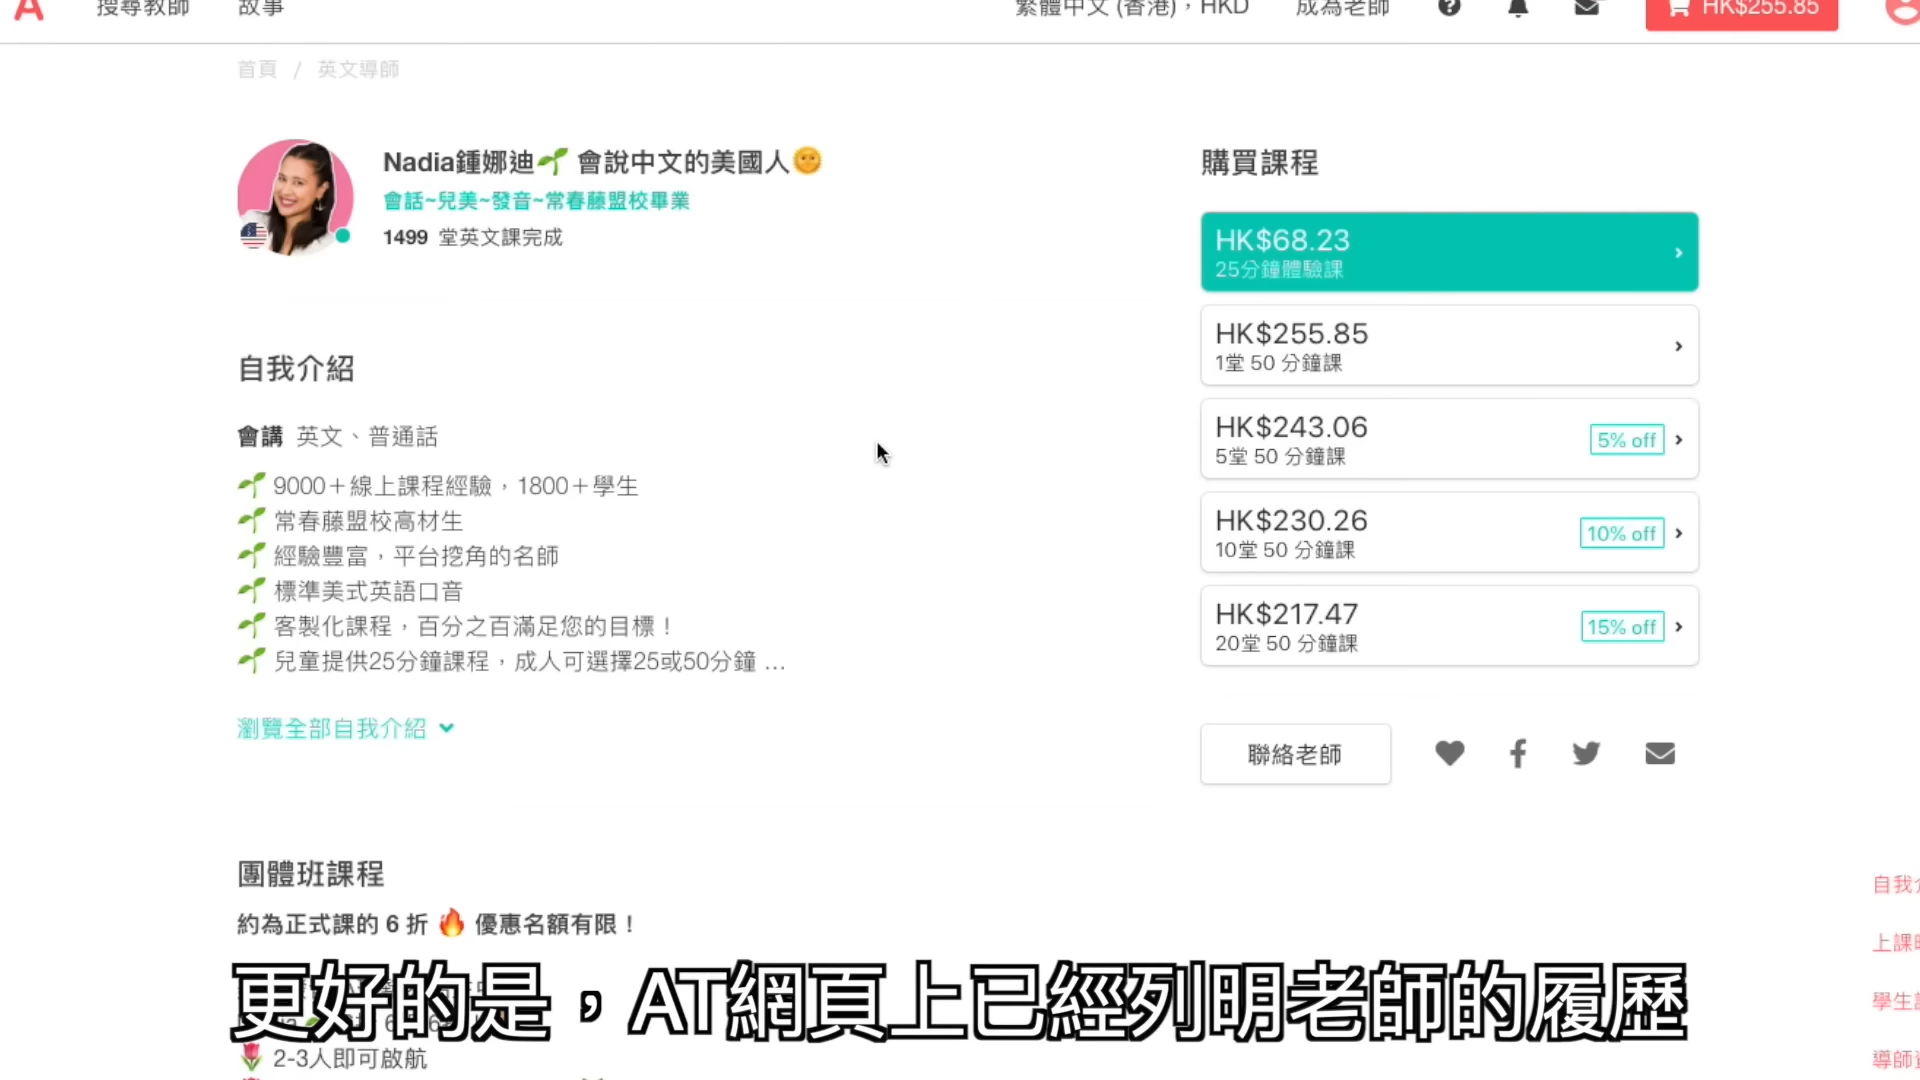 搜尋教師
故事
繁體中文 (香港),HKD
成為老師
HK$255.85
首頁 / 英文導師
Nadia鍾娜迪🌱 會說中文的美國人🌞
會話~兒美~發音~常春藤盟校畢業
1499 堂英文課完成
自我介紹
會講 英文、普通話
🌱 9000+線上課程經驗,1800+學生
🌱 常春藤盟校高材生
🌱 經驗豐富,平台挖角的名師
🌱 標準美式英語口音
🌱 客製化課程,百分之百滿足您的目標!
🌱 兒童提供25分鐘課程,成人可選擇25或50分鐘 ...
瀏覽全部自我介紹
購買課程
HK$68.23
25分鐘體驗課
HK$255.85
1堂 50 分鐘課
HK$243.06
5堂 50 分鐘課
5% off
HK$230.26
10堂 50 分鐘課
10% off
HK$217.47
20堂 50 分鐘課
15% off
聯絡老師
團體班課程
約為正式課的 6 折 🔥 優惠名額有限!
🌷 2-3人即可啟航
自我
上課
學生
導師
更好的是,AT網頁上已經列明老師的履歷